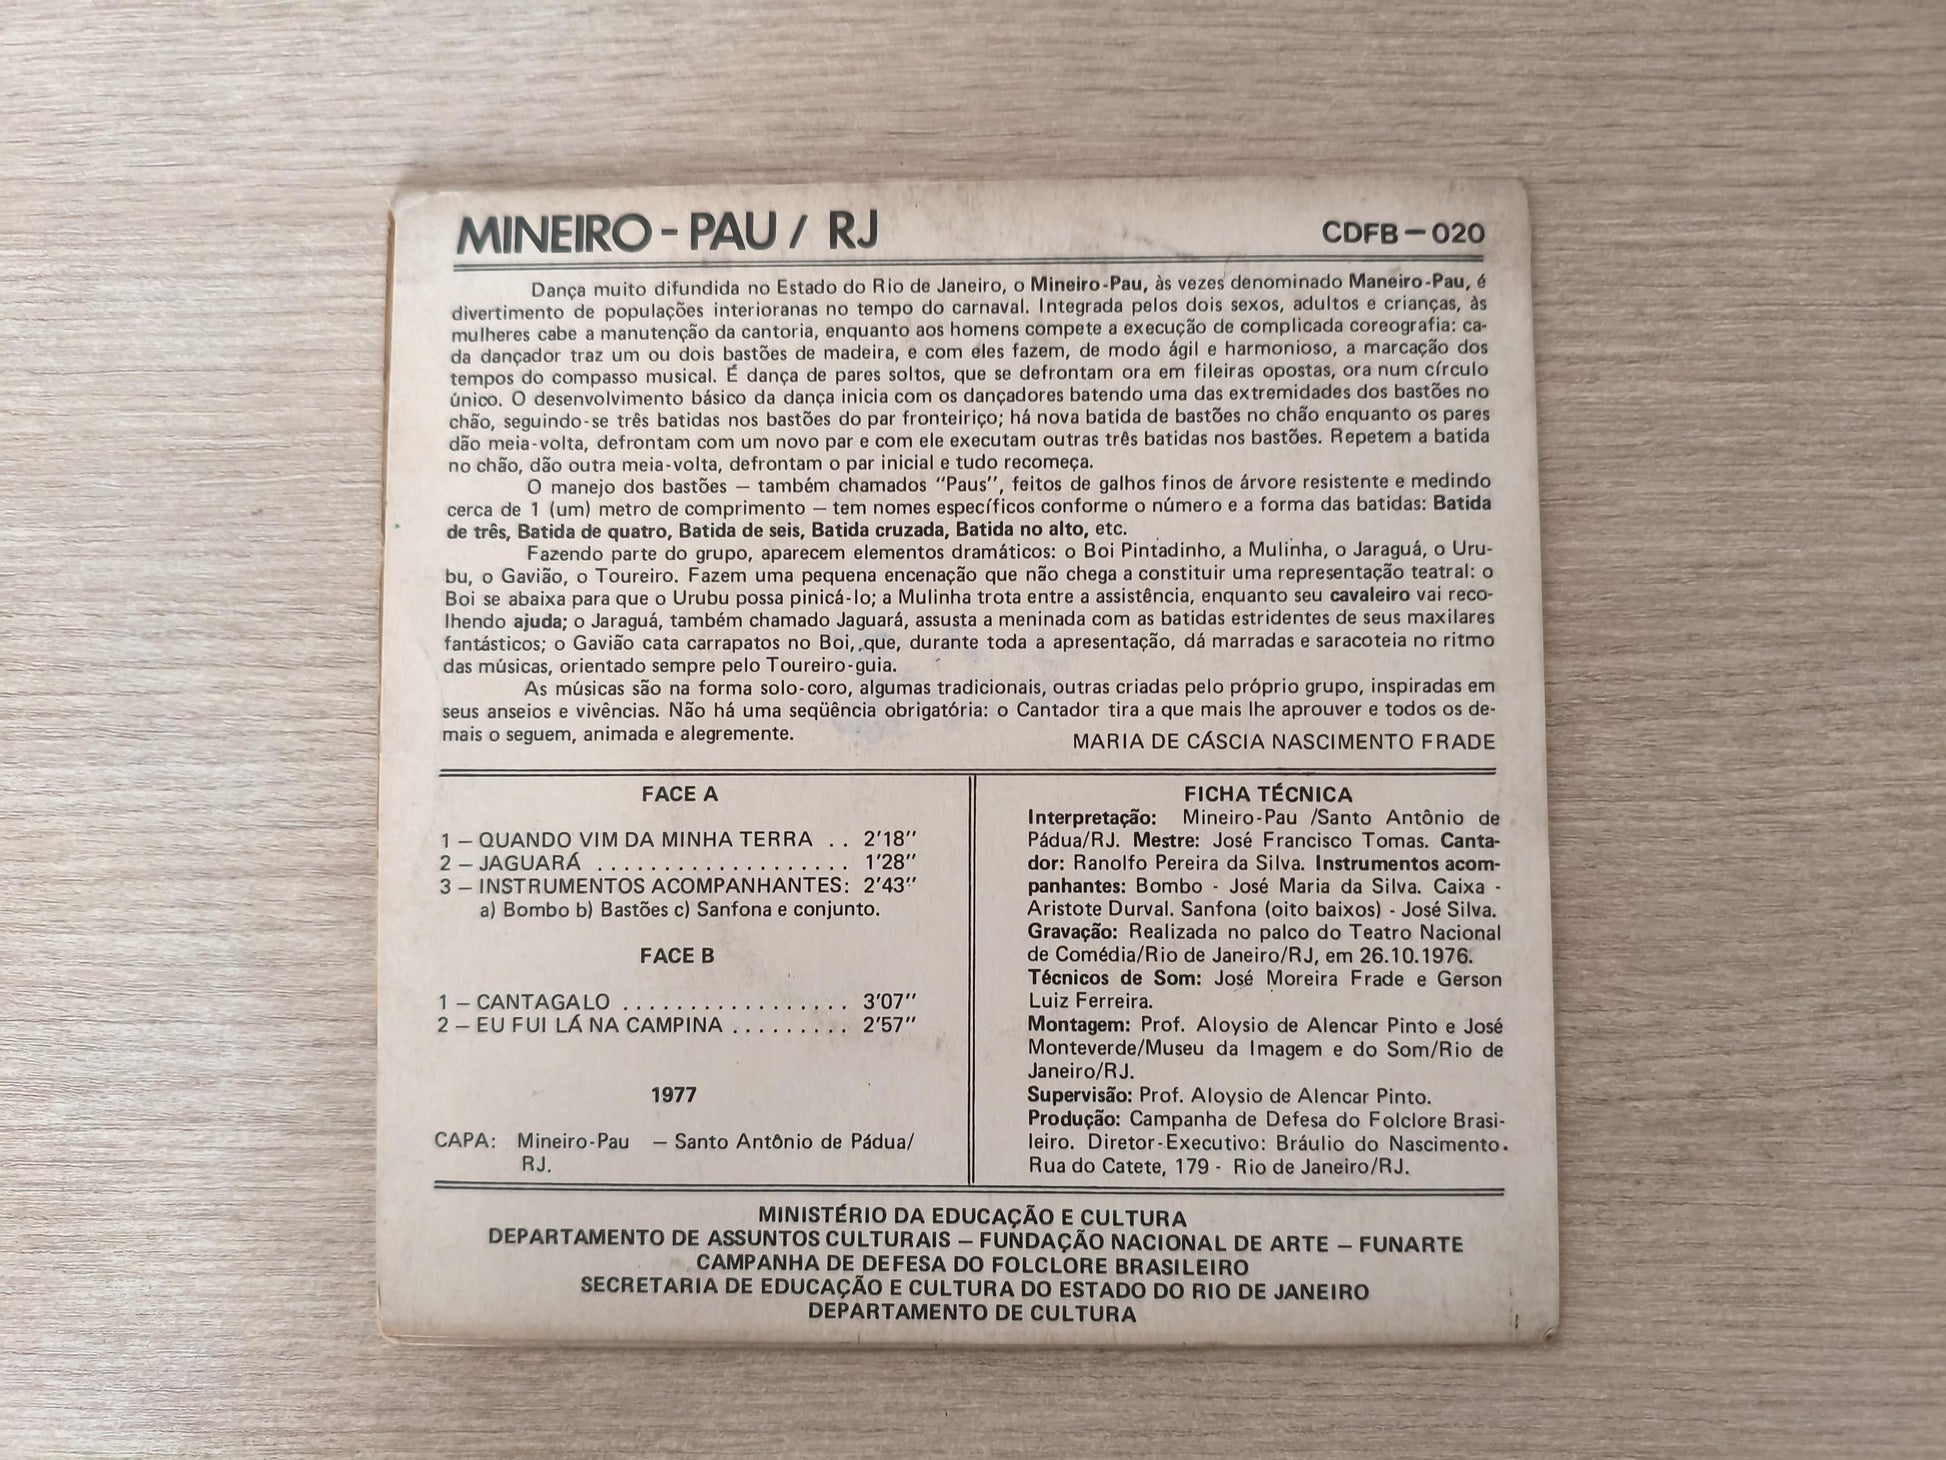 MINEIRO - PAU / RJ
CDFB — 020
Dança muito difundida no Estado do Rio de Janeiro, o Mineiro-Pau, às vezes denominado Maneiro-Pau, é
divertimento de populações interioranas no tempo do carnaval. Integrada pelos dois sexos, adultos e crianças, às
mulheres cabe a manutenção da cantoria, enquanto aos homens compete a execução de complicada coreografia: ca-
da dançador traz um ou dois bastões de madeira, e com eles fazem, de modo ágil e harmonioso, a marcação dos
tempos do compasso musical. É dança de pares soltos, que se defrontam ora em fileiras opostas, ora num círculo
único. O desenvolvimento básico da dança inicia com os dançadores batendo uma das extremidades dos bastões no
chão, seguindo-se três batidas nos bastões do par fronteiriço; há nova batida de bastões no chão enquanto os pares
dão meia-volta, defrontam com um novo par e com ele executam outras três batidas nos bastões. Repetem a batida
no chão, dão outra meia-volta, defrontam o par inicial e tudo recomeça.
O manejo dos bastões — também chamados "Paus", feitos de galhos finos de árvore resistente e medindo
cerca de 1 (um) metro de comprimento — tem nomes específicos conforme o número e a forma das batidas: Batida
de três, Batida de quatro, Batida de seis, Batida cruzada, Batida no alto, etc.
Fazendo parte do grupo, aparecem elementos dramáticos: o Boi Pintadinho, a Mulinha, o Jaraguá, o Uru-
bu, o Gavião, o Toureiro. Fazem uma pequena encenação que não chega a constituir uma representação teatral: o
Boi se abaixa para que o Urubu possa pinicá-lo; a Mulinha trota entre a assistência, enquanto seu cavaleiro vai reco-
lhendo ajuda; o Jaraguá, também chamado Jaguará, assusta a meninada com as batidas estridentes de seus maxilares
fantásticos; o Gavião cata carrapatos no Boi, que, durante toda a apresentação, dá marradas e saracoteia no ritmo
das músicas, orientado sempre pelo Toureiro-guia.
As músicas são na forma solo-coro, algumas tradicionais, outras criadas pelo próprio grupo, inspiradas em
seus anseios e vivências. Não há uma seqüência obrigatória: o Cantador tira a que mais lhe aprouver e todos os de-
mais o seguem, animada e alegremente.
MARIA DE CÁSCIA NASCIMENTO FRADE
FACE A
1 — QUANDO VIM DA MINHA TERRA . . 2'18''
2 — JAGUARÁ . . . . . . . . . . . . . . . . . . . 1'28''
3 — INSTRUMENTOS ACOMPANHANTES: 2'43''
a) Bombo b) Bastões c) Sanfona e conjunto.
FACE B
1 — CANTAGALO . . . . . . . . . . . . . . . . . 3'07''
2 — EU FUI LÁ NA CAMPINA . . . . . . . . . 2'57''
1977
CAPA: Mineiro-Pau — Santo Antônio de Pádua/
RJ.
FICHA TÉCNICA
Interpretação: Mineiro-Pau /Santo Antônio de
Pádua/RJ. Mestre: José Francisco Tomas. Canta-
dor: Ranolfo Pereira da Silva. Instrumentos acom-
panhantes: Bombo - José Maria da Silva. Caixa -
Aristote Durval. Sanfona (oito baixos) - José Silva.
Gravação: Realizada no palco do Teatro Nacional
de Comédia/Rio de Janeiro/RJ, em 26.10.1976.
Técnicos de Som: José Moreira Frade e Gerson
Luiz Ferreira.
Montagem: Prof. Aloysio de Alencar Pinto e José
Monteverde/Museu da Imagem e do Som/Rio de
Janeiro/RJ.
Supervisão: Prof. Aloysio de Alencar Pinto.
Produção: Campanha de Defesa do Folclore Brasi-
leiro. Diretor-Executivo: Bráulio do Nascimento.
Rua do Catete, 179 - Rio de Janeiro/RJ.
MINISTÉRIO DA EDUCAÇÃO E CULTURA
DEPARTAMENTO DE ASSUNTOS CULTURAIS — FUNDAÇÃO NACIONAL DE ARTE — FUNARTE
CAMPANHA DE DEFESA DO FOLCLORE BRASILEIRO
SECRETARIA DE EDUCAÇÃO E CULTURA DO ESTADO DO RIO DE JANEIRO
DEPARTAMENTO DE CULTURA